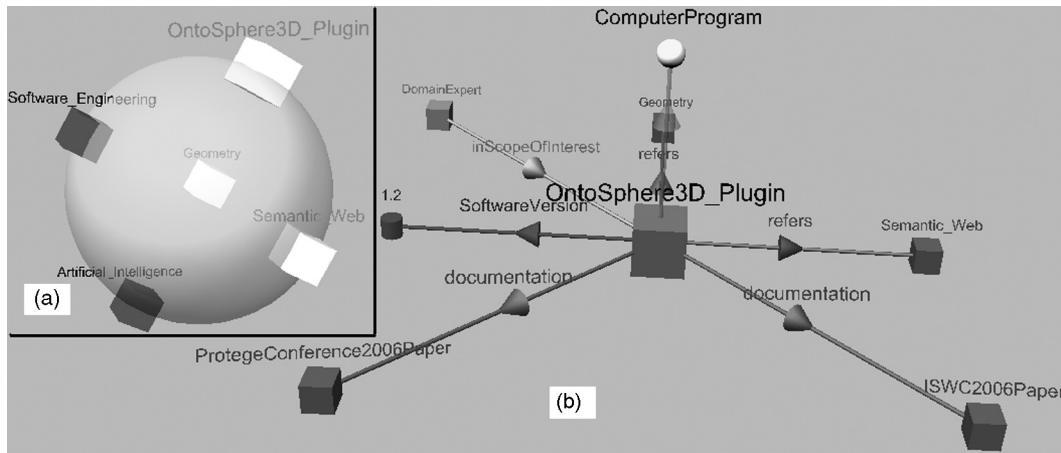 OntoSphere3D_Plugin
Software_Engineering
Geometry
Semantic_Web
Artificial_Intelligence
(a)
ComputerProgram
DomainExpert
Geometry
inScopeOfInterest
refers
OntoSphere3D_Plugin
1.2
SoftwareVersion
refers
Semantic_Web
documentation
documentation
ProtegeConference2006Paper
ISWC2006Paper
(b)